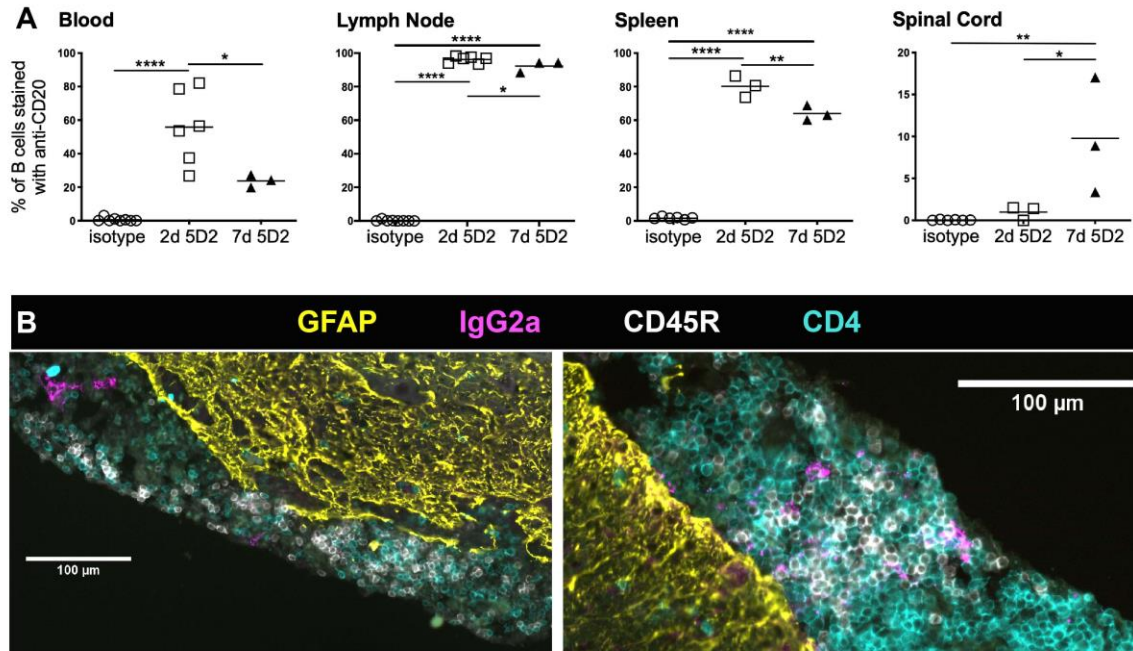 A
Blood
Lymph Node
Spleen
Spinal Cord
% of B cells stained
with anti-CD20
100
80
60
40
20
0
****
*
isotype 2d 5D2 7d 5D2
100
80
60
40
20
0
****
****
*
isotype 2d 5D2 7d 5D2
100
80
60
40
20
0
****
****
**
isotype 2d 5D2 7d 5D2
20
15
10
5
0
**
*
isotype 2d 5D2 7d 5D2
B GFAP IgG2a CD45R CD4
100 µm
100 µm